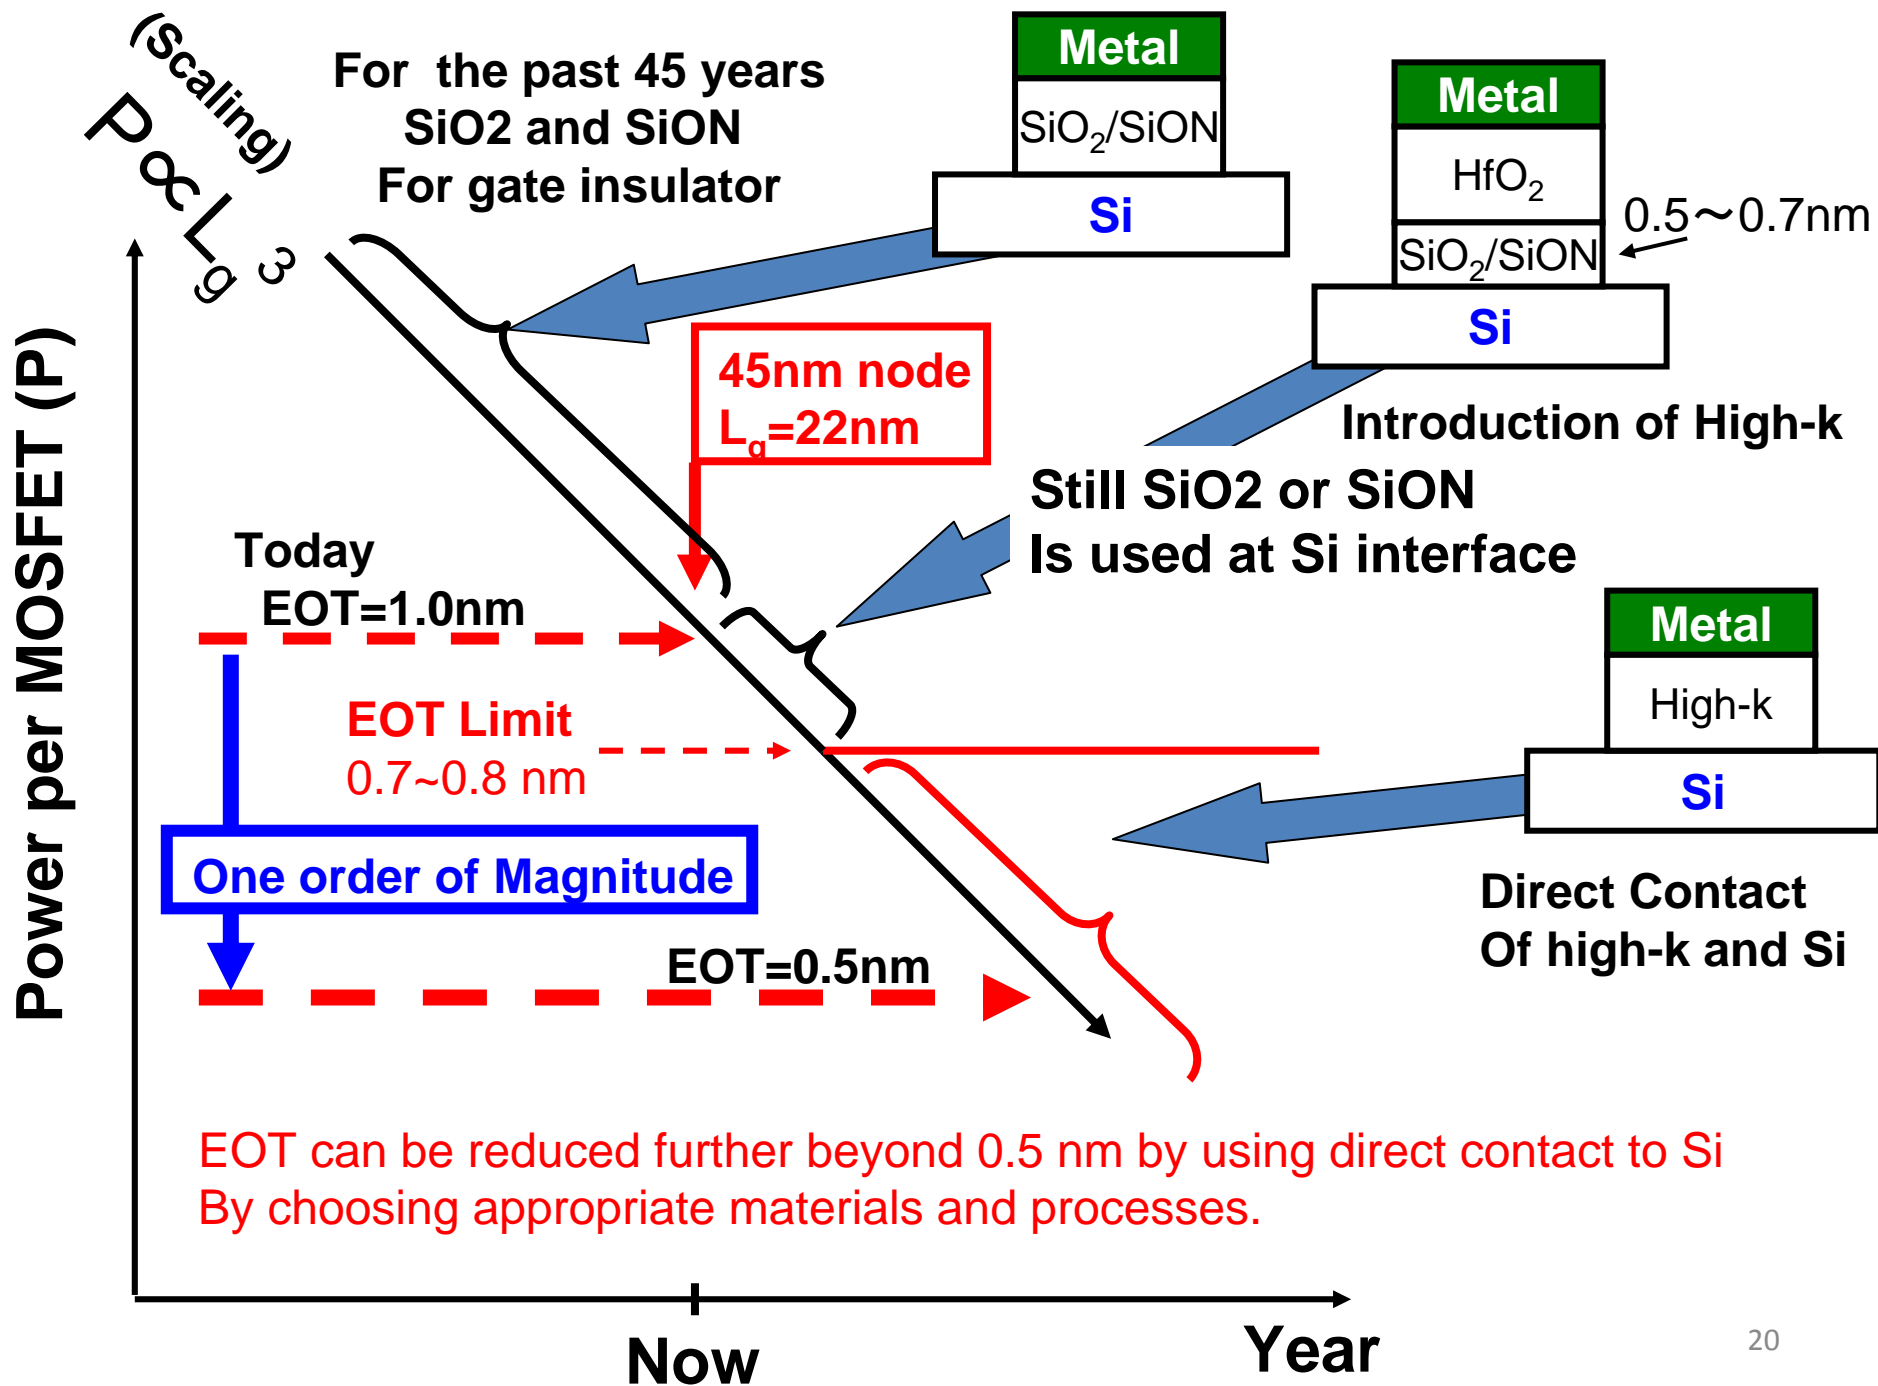 (Scaling)
P∝Lg3
For the past 45 years
SiO2 and SiON
For gate insulator
Metal
SiO2/SiON
Si
Metal
HfO2
SiO2/SiON
Si
0.5～0.7nm
Introduction of High-k
45nm node
Lg=22nm
Still SiO2 or SiON
Is used at Si interface
Today
EOT=1.0nm
EOT Limit
0.7~0.8 nm
One order of Magnitude
EOT=0.5nm
Metal
High-k
Si
Direct Contact
Of high-k and Si
Power per MOSFET (P)
EOT can be reduced further beyond 0.5 nm by using direct contact to Si
By choosing appropriate materials and processes.
Now
Year
20